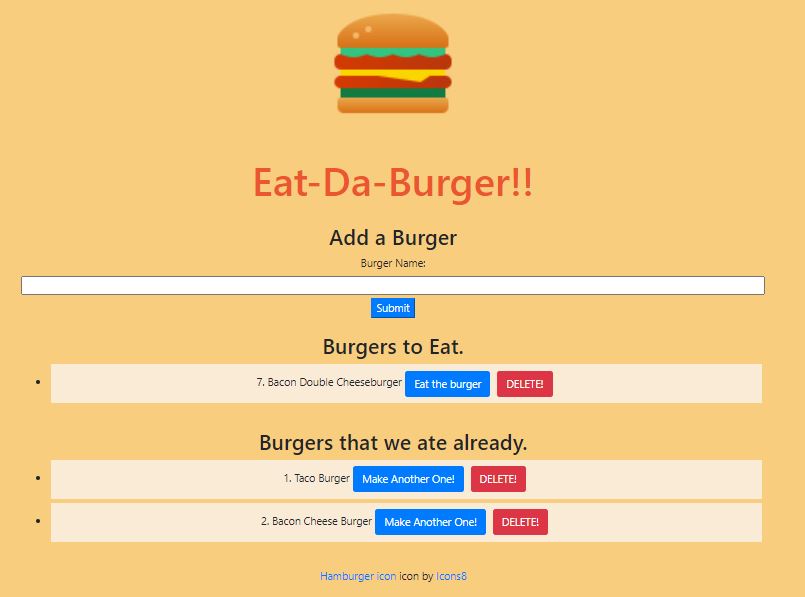 Eat-Da-Burger!!
Add a Burger
Burger Name:
Submit
Burgers to Eat.
7. Bacon Double Cheeseburger Eat the burger DELETE!
Burgers that we ate already.
1. Taco Burger Make Another One! DELETE!
2. Bacon Cheese Burger Make Another One! DELETE!
Hamburger icon icon by Icons8